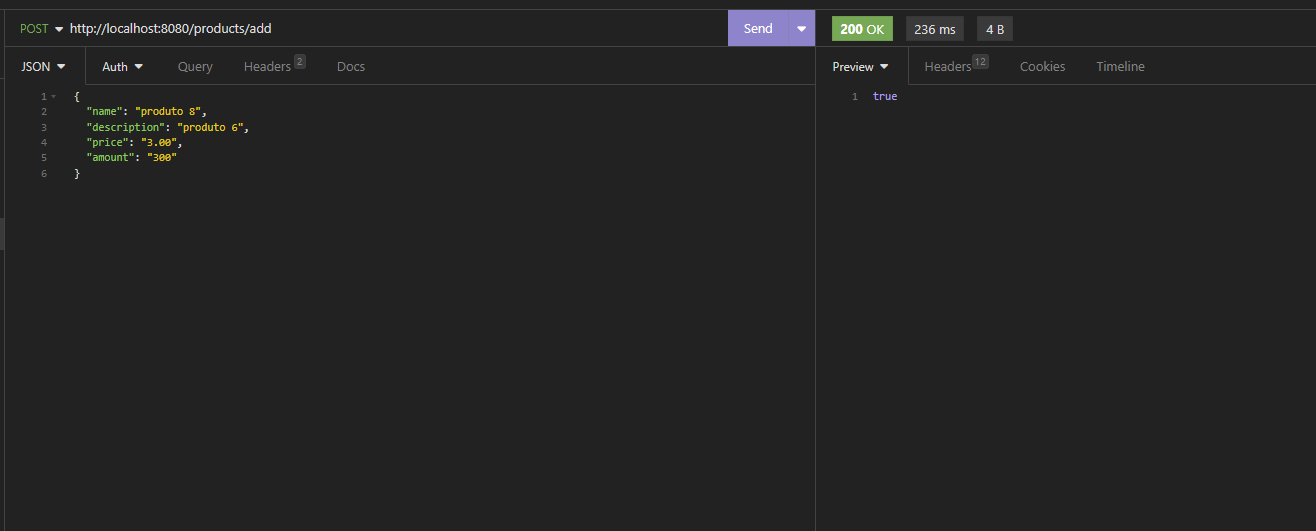 POST http://localhost:8080/products/add Send 200 OK 236 ms 4 B
JSON Auth Query Headers 2 Docs Preview Headers 12 Cookies Timeline
1 {
2 "name": "produto 8",
3 "description": "produto 6",
4 "price": "3.00",
5 "amount": "300"
6 }
1 true